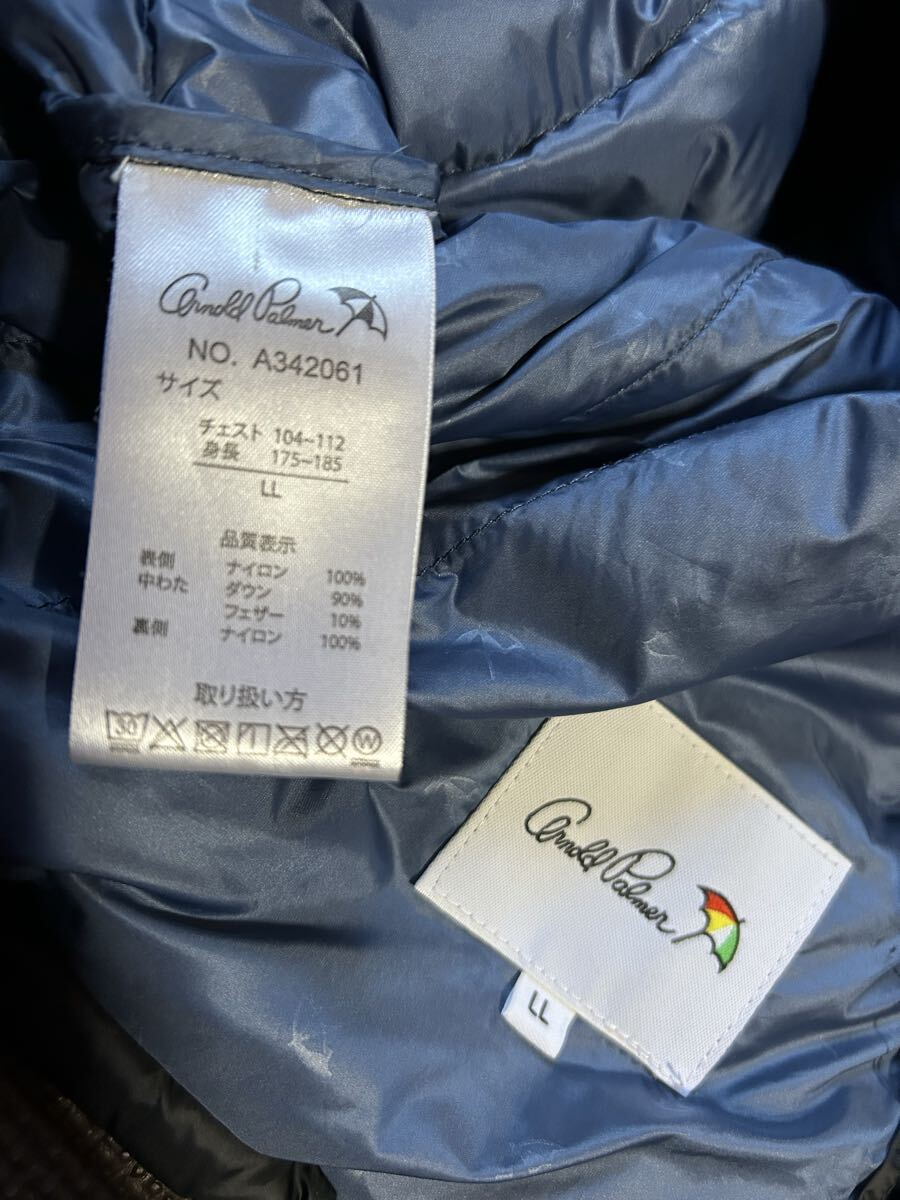 Arnold Palmer
NO. A342061
サイズ
チェスト 104~112
身長 175~185
LL
品質表示
表側 ナイロン 100%
中わた ダウン 90%
フェザー 10%
裏側 ナイロン 100%
取り扱い方
30
W
Arnold Palmer
LL